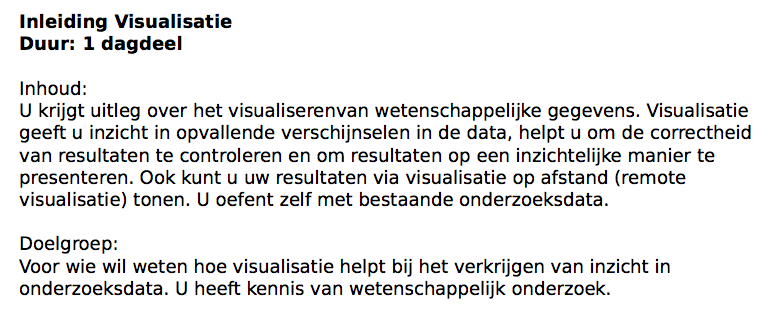 Inleiding Visualisatie
Duur: 1 dagdeel
Inhoud:
U krijgt uitleg over het visualiserenvan wetenschappelijke gegevens. Visualisatie
geeft u inzicht in opvallende verschijnselen in de data, helpt u om de correctheid
van resultaten te controleren en om resultaten op een inzichtelijke manier te
presenteren. Ook kunt u uw resultaten via visualisatie op afstand (remote
visualisatie) tonen. U oefent zelf met bestaande onderzoeksdata.
Doelgroep:
Voor wie wil weten hoe visualisatie helpt bij het verkrijgen van inzicht in
onderzoeksdata. U heeft kennis van wetenschappelijk onderzoek.